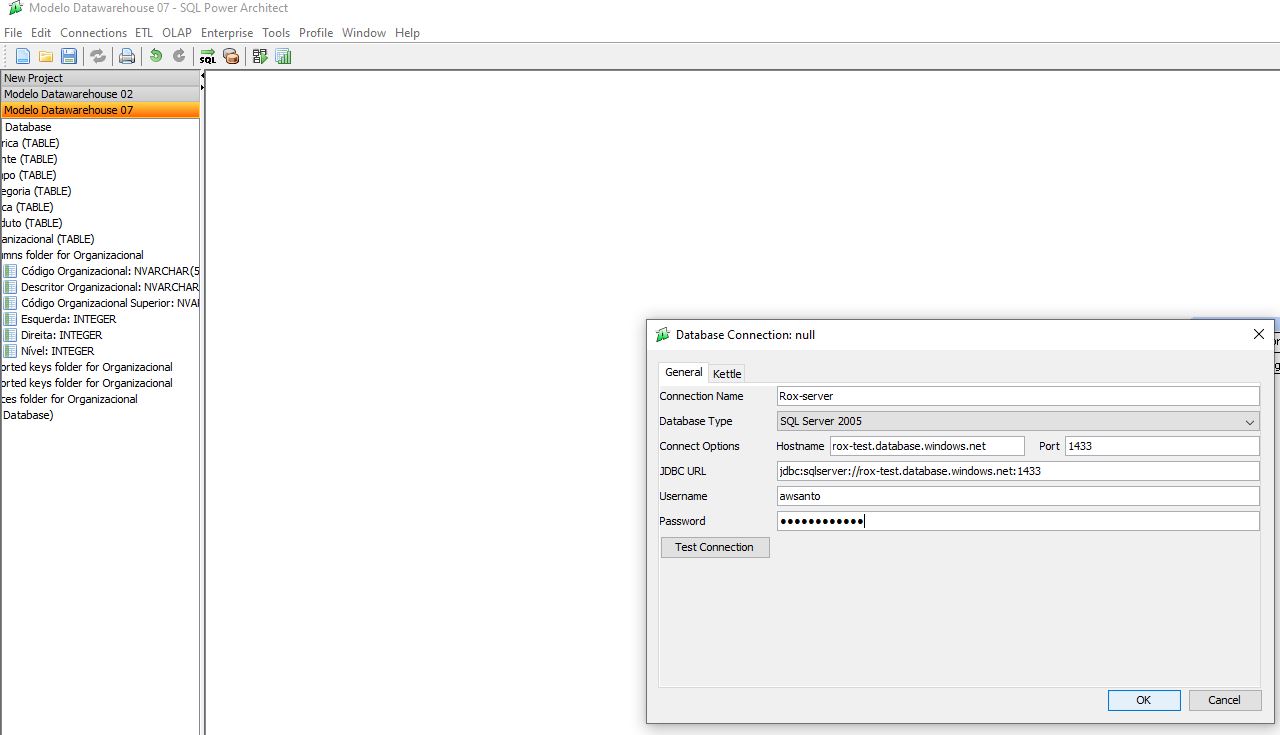 Modelo Datawarehouse 07 - SQL Power Architect
File Edit Connections ETL OLAP Enterprise Tools Profile Window Help
SQL
New Project
Modelo Datawarehouse 02
Modelo Datawarehouse 07
Database
rica (TABLE)
nte (TABLE)
po (TABLE)
egoria (TABLE)
ca (TABLE)
duto (TABLE)
anizacional (TABLE)
mns folder for Organizacional
Código Organizacional: NVARCHAR(5
Descritor Organizacional: NVARCHAR
Código Organizacional Superior: NVA
Esquerda: INTEGER
Direita: INTEGER
Nível: INTEGER
orted keys folder for Organizacional
orted keys folder for Organizacional
ces folder for Organizacional
Database)
Database Connection: null
General Kettle
Connection Name Rox-server
Database Type SQL Server 2005
Connect Options Hostname rox-test.database.windows.net Port 1433
JDBC URL jdbc:sqlserver://rox-test.database.windows.net:1433
Username awsanto
Password ••••••••••••
Test Connection
OK Cancel